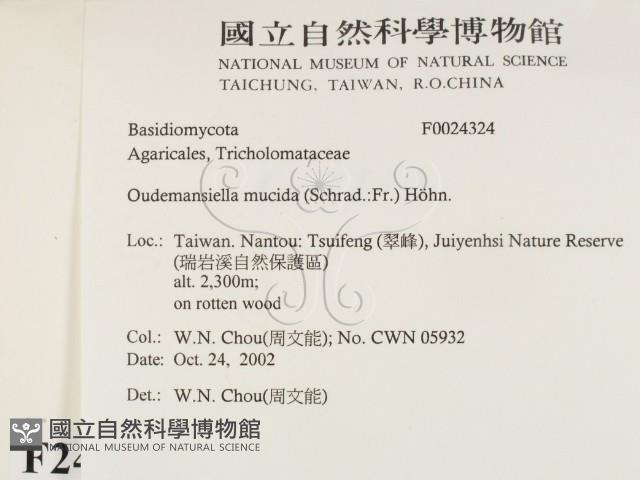 國立自然科學博物館
NATIONAL MUSEUM OF NATURAL SCIENCE
TAICHUNG, TAIWAN, R.O.CHINA
Basidiomycota F0024324
Agaricales, Tricholomataceae
Oudemansiella mucida (Schrad.:Fr.) Höhn.
Loc.: Taiwan. Nantou: Tsuifeng (翠峰), Juiyenhsi Nature Reserve
(瑞岩溪自然保護區)
alt. 2,300m;
on rotten wood
Col.: W.N. Chou(周文能); No. CWN 05932
Date: Oct. 24, 2002
Det.: W.N. Chou(周文能)
國立自然科學博物館
NATIONAL MUSEUM OF NATURAL SCIENCE
F24